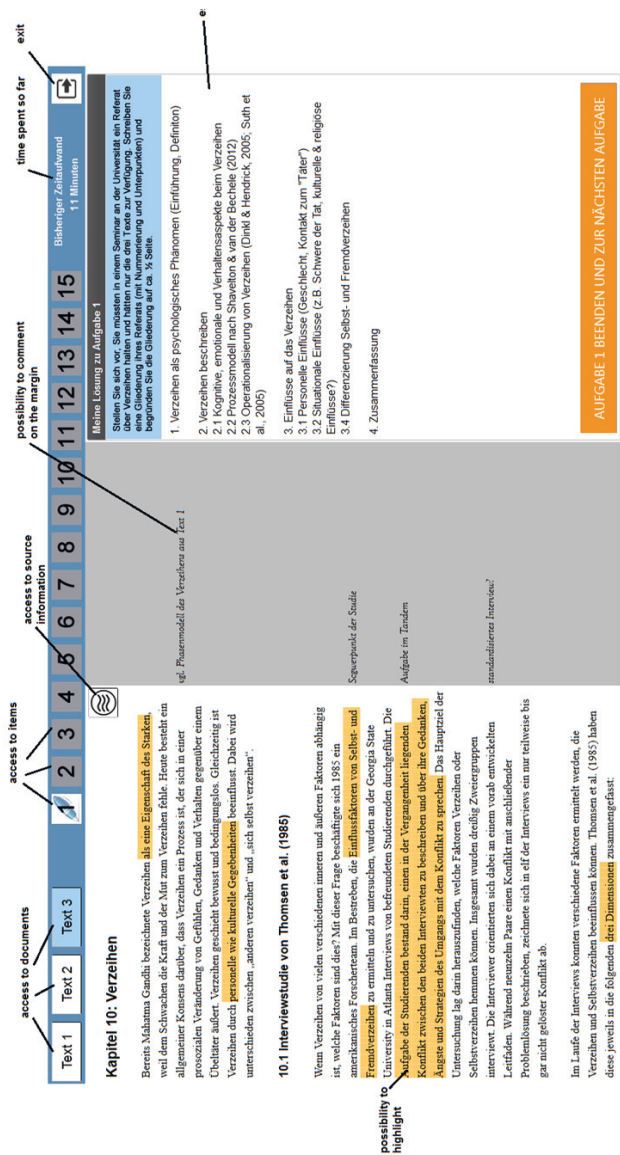 access to documents
access to items
access to source
information
possibility to comment
on the margin
time spent so far
exit
Text 1
Text 2
Text 3
1
2
3
4
5
6
7
8
9
10
11
12
13
14
15
Bisheriger Zeitaufwand
11 Minuten
Kapitel 10: Verzeihen
Bereits Mahatma Gandhi bezeichnete Verzeihen als eine Eigenschaft des Starken,
weil dem Schwachen die Kraft und der Mut zum Verzeihen fehle. Heute besteht ein
allgemeiner Konsens darüber, dass Verzeihen ein Prozess ist, der sich in einer
prosozialen Veränderung von Gefühlen, Gedanken und Verhalten gegenüber einem
Übeltäter äußert. Verzeihen geschieht bewusst und bedingungslos. Gleichzeitig ist
Verzeihen durch personelle wie kulturelle Gegebenheiten beeinflusst. Dabei wird
unterschieden zwischen „anderen verzeihen“ und „sich selbst verzeihen“.
10.1 Interviewstudie von Thomsen et al. (1985)
Wenn Verzeihen von vielen verschiedenen inneren und äußeren Faktoren abhängig
ist, welche Faktoren sind dies? Mit dieser Frage beschäftigte sich 1985 ein
amerikanisches Forscherteam. Im Bestreben, die Einflussfaktoren von Selbst- und
Fremdverzeihen zu ermitteln und zu untersuchen, wurden an der Georgia State
University in Atlanta Interviews von befreundeten Studierenden durchgeführt. Die
Aufgabe der Studierenden bestand darin, einen in der Vergangenheit liegenden
Konflikt zwischen den beiden Interviewten zu beschreiben und über ihre Gedanken,
Ängste und Strategien des Umgangs mit dem Konflikt zu sprechen. Das Hauptziel der
Untersuchung lag darin herauszufinden, welche Faktoren Verzeihen oder
Selbstverzeihen hemmen können. Insgesamt wurden dreißig Zweiergruppen
interviewt. Die Interviewer orientierten sich dabei an einem vorab entwickelten
Leitfaden. Während neunzehn Paare einen Konflikt mit anschließender
Problemlösung beschrieben, zeichnete sich in elf der Interviews ein nur teilweise bis
gar nicht gelöster Konflikt ab.
Im Laufe der Interviews konnten verschiedene Faktoren ermittelt werden, die
Verzeihen und Selbstverzeihen beeinflussen können. Thomsen et al. (1985) haben
diese jeweils in die folgenden drei Dimensionen zusammengefasst:
possibility to
highlight
vgl. Phasenmodell des Verzeihens aus Text 1
Scgwerpunkt der Studie
Aufgabe im Tandem
standardisiertes Interview?
Meine Lösung zu Aufgabe 1
Stellen Sie sich vor, Sie müssten in einem Seminar an der Universität ein Referat
über Verzeihen halten und hätten nur die drei Texte zur Verfügung. Schreiben Sie
eine Gliederung ihres Referats (mit Nummerierung und Unterpunkten) und
begründen Sie die Gliederung auf ca. ½ Seite.
1. Verzeihen als psychologisches Phänomen (Einführung, Definiton)
2. Verzeihen beschreiben
2.1 Kognitive, emotionale und Verhaltensaspekte beim Verzeihen
2.2 Prozessmodell nach Shavelton & van der Bechele (2012)
2.3 Operationalisierung von Verzeihen (Dinkl & Hendrick, 2005; Suth et
al., 2005)
3. Einflüsse auf das Verzeihen
3.1 Personelle Einflüsse (Geschlecht, Kontakt zum "Täter")
3.2 Situationale Einflüsse (z.B. Schwere der Tat, kulturelle & religiöse
Einflüsse?)
3.4 Differenzierung Selbst- und Fremdverzeihen
4. Zusammenfassung
AUFGABE 1 BEENDEN UND ZUR NÄCHSTEN AUFGABE